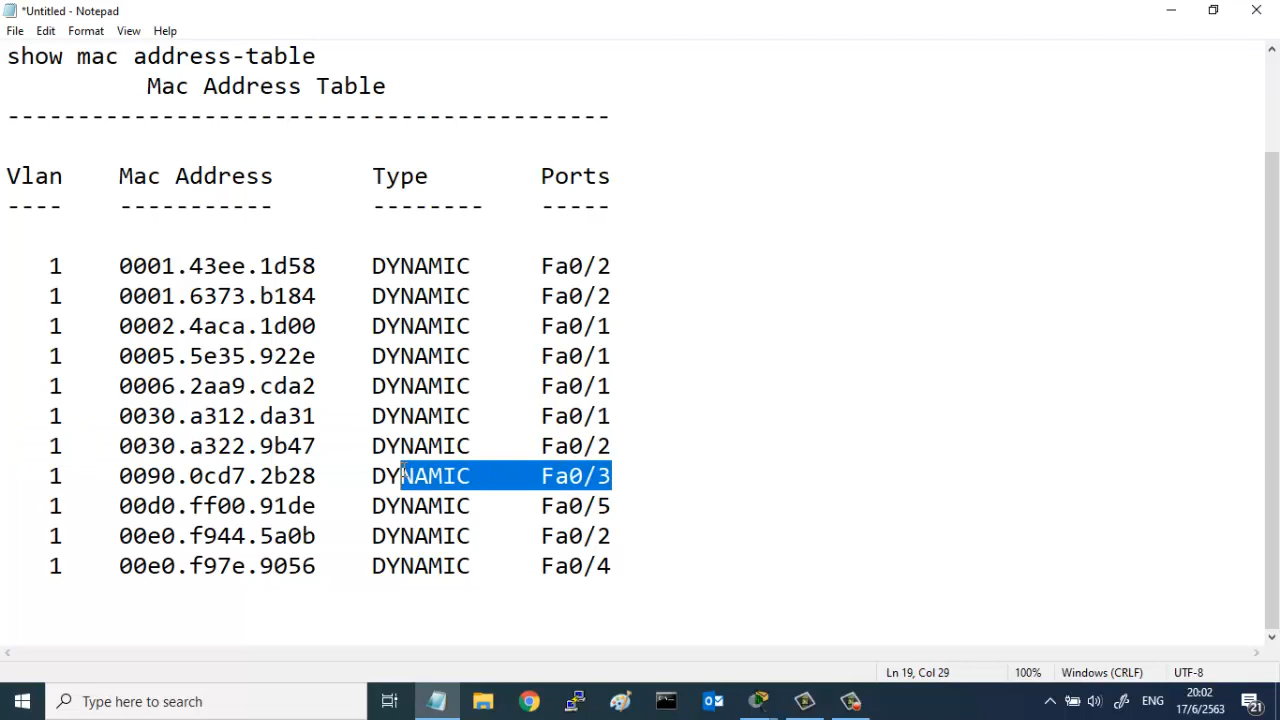 *Untitled - Notepad
File Edit Format View Help
show mac address-table
Mac Address Table
-------------------------------------------
Vlan Mac Address Type Ports
---- ----------- -------- -----
1 0001.43ee.1d58 DYNAMIC Fa0/2
1 0001.6373.b184 DYNAMIC Fa0/2
1 0002.4aca.1d00 DYNAMIC Fa0/1
1 0005.5e35.922e DYNAMIC Fa0/1
1 0006.2aa9.cda2 DYNAMIC Fa0/1
1 0030.a312.da31 DYNAMIC Fa0/1
1 0030.a322.9b47 DYNAMIC Fa0/2
1 0090.0cd7.2b28 DYNAMIC Fa0/3
1 00d0.ff00.91de DYNAMIC Fa0/5
1 00e0.f944.5a0b DYNAMIC Fa0/2
1 00e0.f97e.9056 DYNAMIC Fa0/4
Ln 19, Col 29 100% Windows (CRLF) UTF-8
Type here to search
ENG
20:02
17/6/2563
21